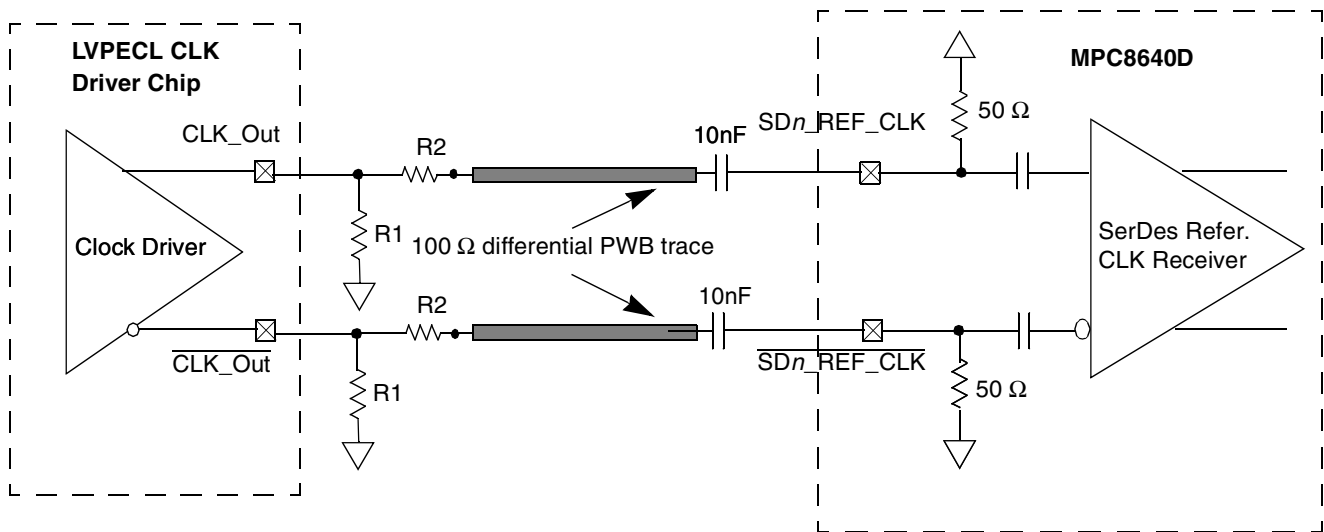 LVPECL CLK
Driver Chip
MPC8640D
CLK_Out
R2
10nF
SDn_REF_CLK
50 Ω
Clock Driver
R1
100 Ω differential PWB trace
SerDes Refer.
CLK Receiver
R2
10nF
CLK_Out
SDn_REF_CLK
R1
50 Ω